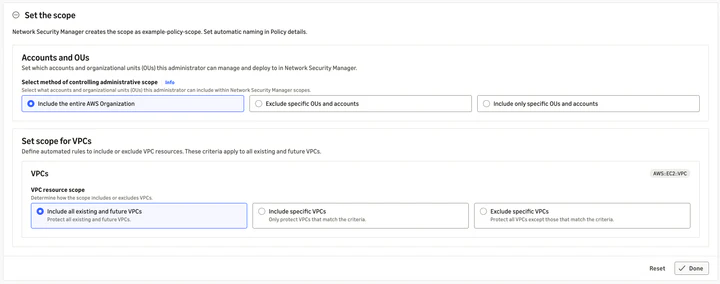 Set the scope
Network Security Manager creates the scope as example-policy-scope. Set automatic naming in Policy details.
Accounts and OUs
Set which accounts and organizational units (OUs) this administrator can manage and deploy to in Network Security Manager.
Select method of controlling administrative scope Info
Select what accounts and organizational units (OUs) this administrator can include within Network Security Manager scopes
Include the entire AWS Organization
Exclude specific OUs and accounts
Include only specific OUs and accounts
Set scope for VPCs
Define automated rules to include or exclude VPC resources. These criteria apply to all existing and future VPCs.
VPCs
AWS::EC2::VPC
VPC resource scope
Determine how the scope includes or excludes VPCs.
Include all existing and future VPCs
Protect all existing and future VPCs.
Include specific VPCs
Only protect VPCs that match the criteria.
Exclude specific VPCs
Protect all VPCs except those that match the criteria.
Reset
Done